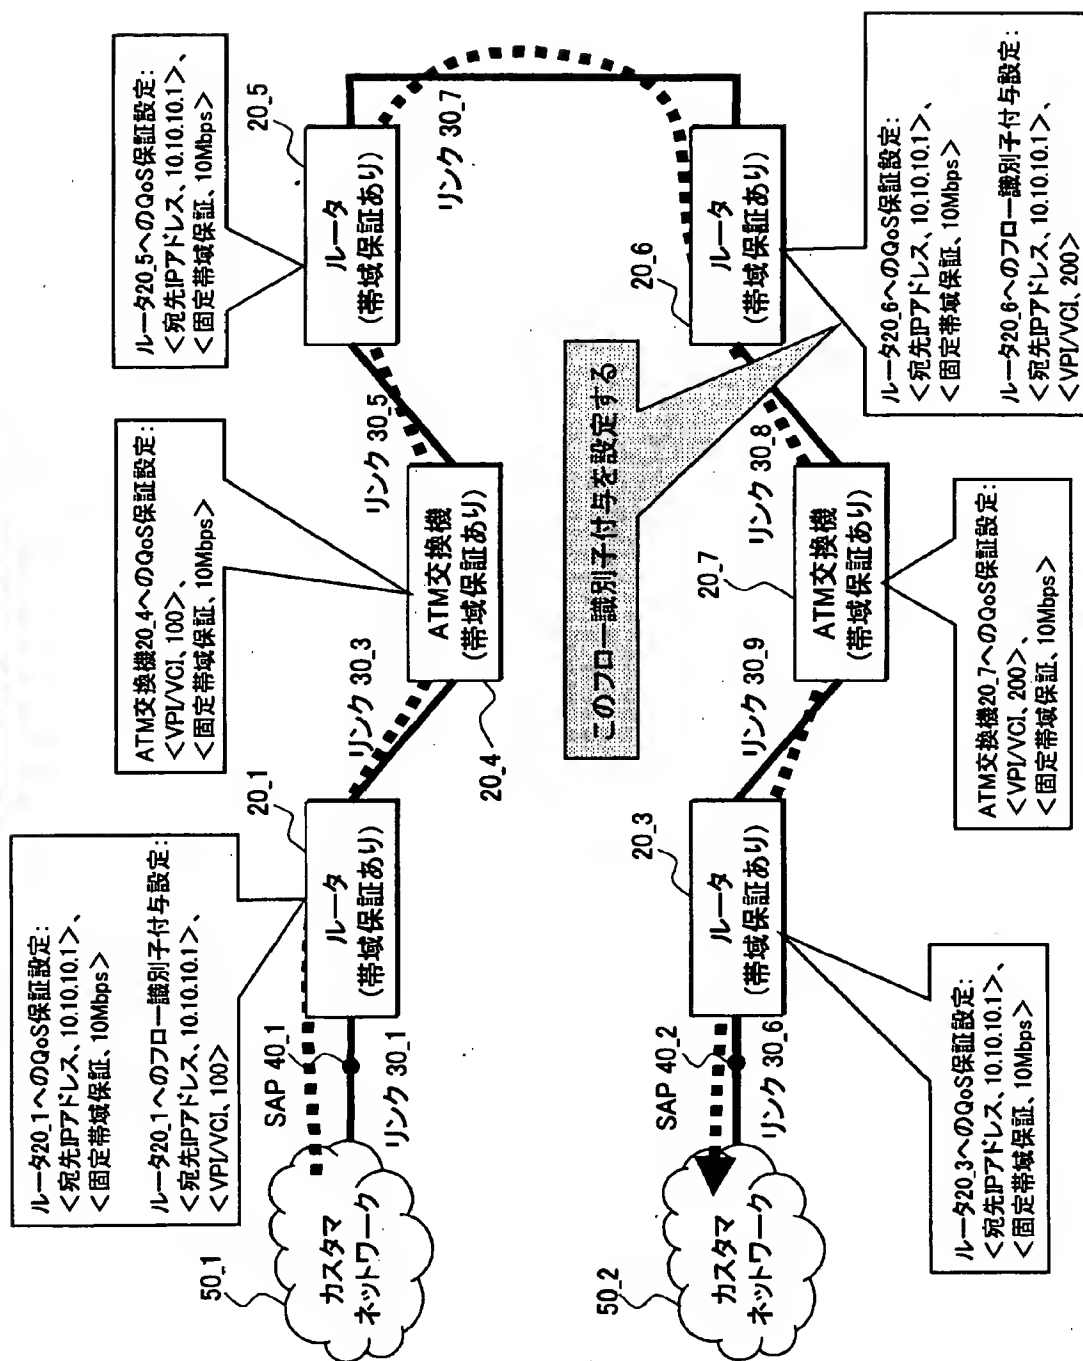 ルータ20_1へのQoS保証設定:
<宛先IPアドレス、10.10.10.1>、
<固定帯域保証、10Mbps>
ルータ20_1へのフロー識別子付与設定:
<宛先IPアドレス、10.10.10.1>、
<VPI/VCI、100>
ATM交換機20_4へのQoS保証設定:
<VPI/VCI、100>、
<固定帯域保証、10Mbps>
ルータ20_5へのQoS保証設定:
<宛先IPアドレス、10.10.10.1>、
<固定帯域保証、10Mbps>
50_1
カスタマ
ネットワーク
SAP 40_1
リンク 30_1
20_1
ルータ
(帯域保証あり)
リンク 30_3
20_4
ATM交換機
(帯域保証あり)
リンク 30_5
20_5
ルータ
(帯域保証あり)
リンク 30_7
このフロー識別子付与を設定する
50_2
カスタマ
ネットワーク
SAP 40_2
リンク 30_6
20_3
ルータ
(帯域保証あり)
リンク 30_9
20_7
ATM交換機
(帯域保証あり)
リンク 30_8
20_6
ルータ
(帯域保証あり)
ルータ20_3へのQoS保証設定:
<宛先IPアドレス、10.10.10.1>、
<固定帯域保証、10Mbps>
ATM交換機20_7へのQoS保証設定:
<VPI/VCI、200>、
<固定帯域保証、10Mbps>
ルータ20_6へのQoS保証設定:
<宛先IPアドレス、10.10.10.1>、
<固定帯域保証、10Mbps>
ルータ20_6へのフロー識別子付与設定:
<宛先IPアドレス、10.10.10.1>、
<VPI/VCI、200>